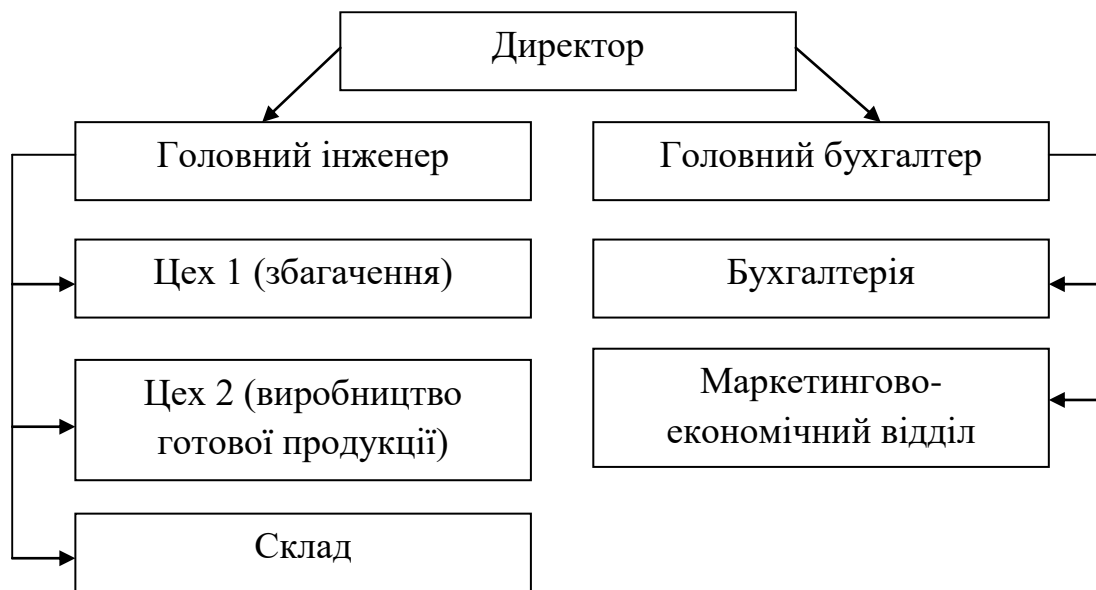 Директор
Головний інженер
Головний бухгалтер
Цех 1 (збагачення)
Бухгалтерія
Цех 2 (виробництво
готової продукції)
Маркетингово-
економічний відділ
Склад